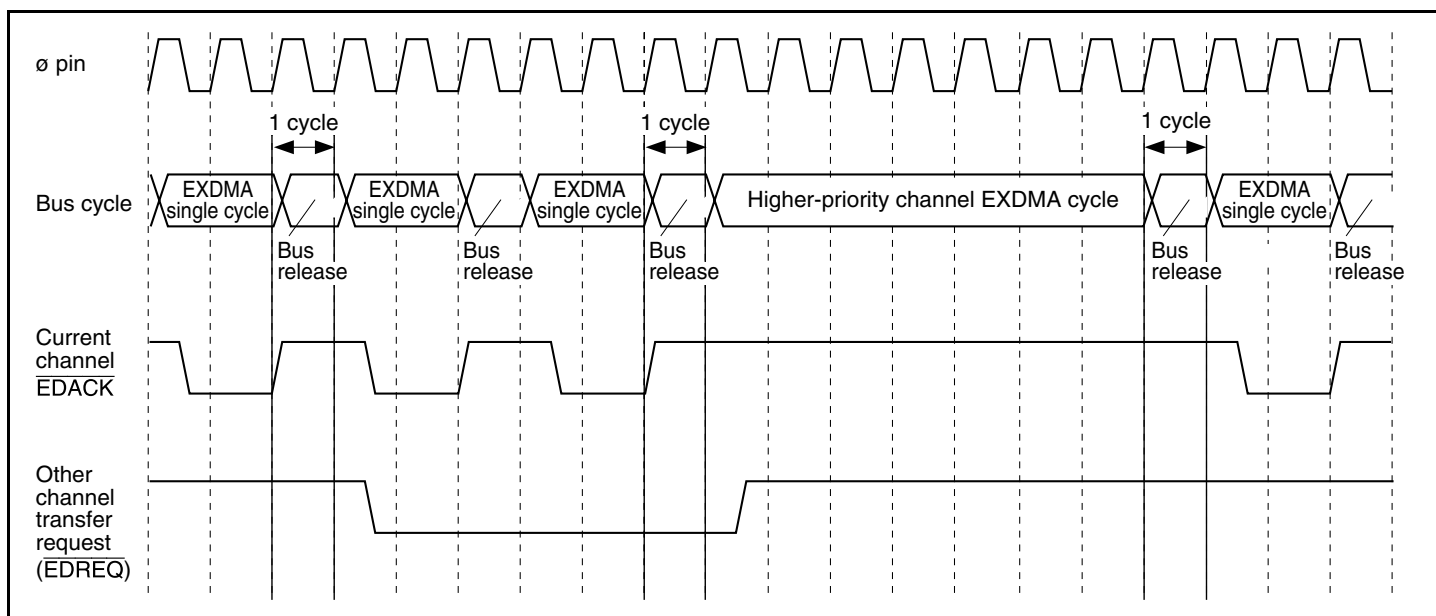 ø pin
1 cycle
1 cycle
1 cycle
Bus cycle
EXDMA
single cycle
EXDMA
single cycle
EXDMA
single cycle
Higher-priority channel EXDMA cycle
EXDMA
single cycle
Bus
release
Bus
release
Bus
release
Bus
release
Bus
release
Current
channel
EDACK
Other
channel
transfer
request
(EDREQ)